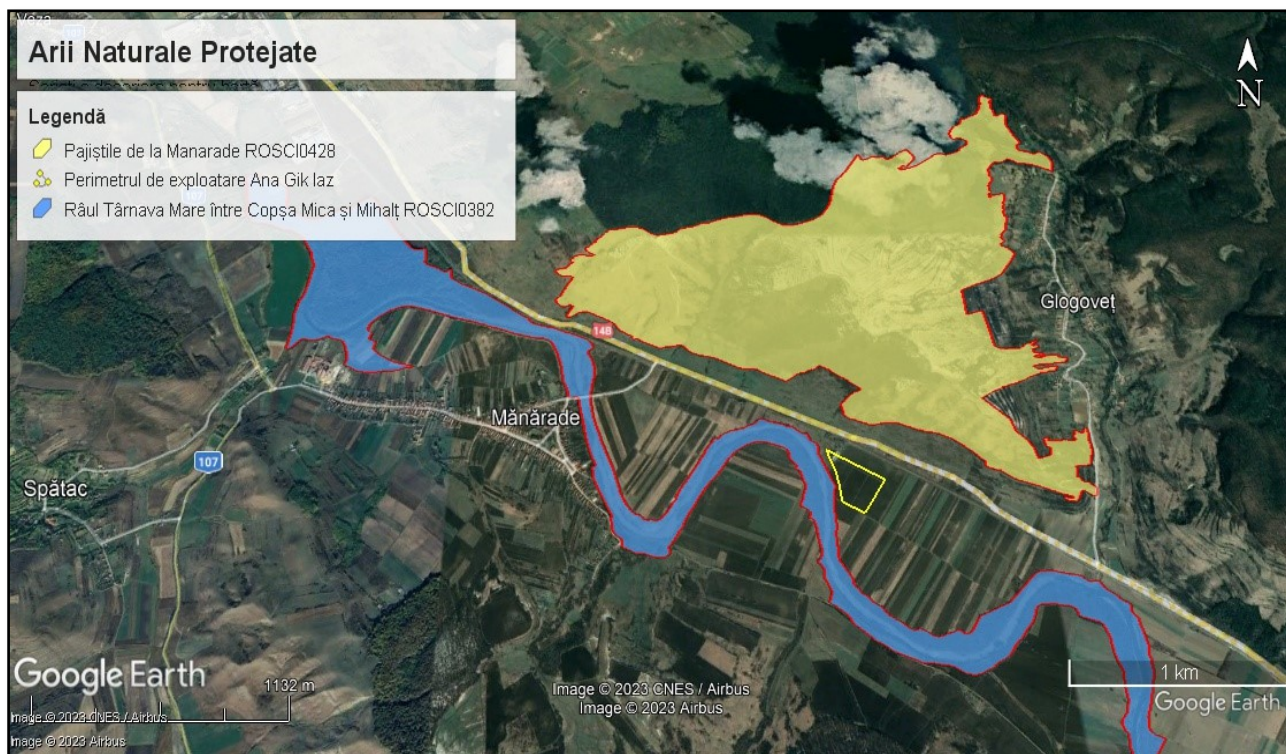 Arii Naturale Protejate
Legendă
Pajiștile de la Manarade ROSCI0428
Perimetrul de exploatare Ana Gik Iaz
Râul Târnava Mare între Copșa Mica și Mihalț ROSCI0382
N
Glogoveț
14B
Mănărade
107
Spătac
Google Earth
1132 m
Image © 2023 CNES / Airbus
Image © 2023 Airbus
Image © 2023 CNES / Airbus
Image © 2023 Airbus
1 km
Google Earth